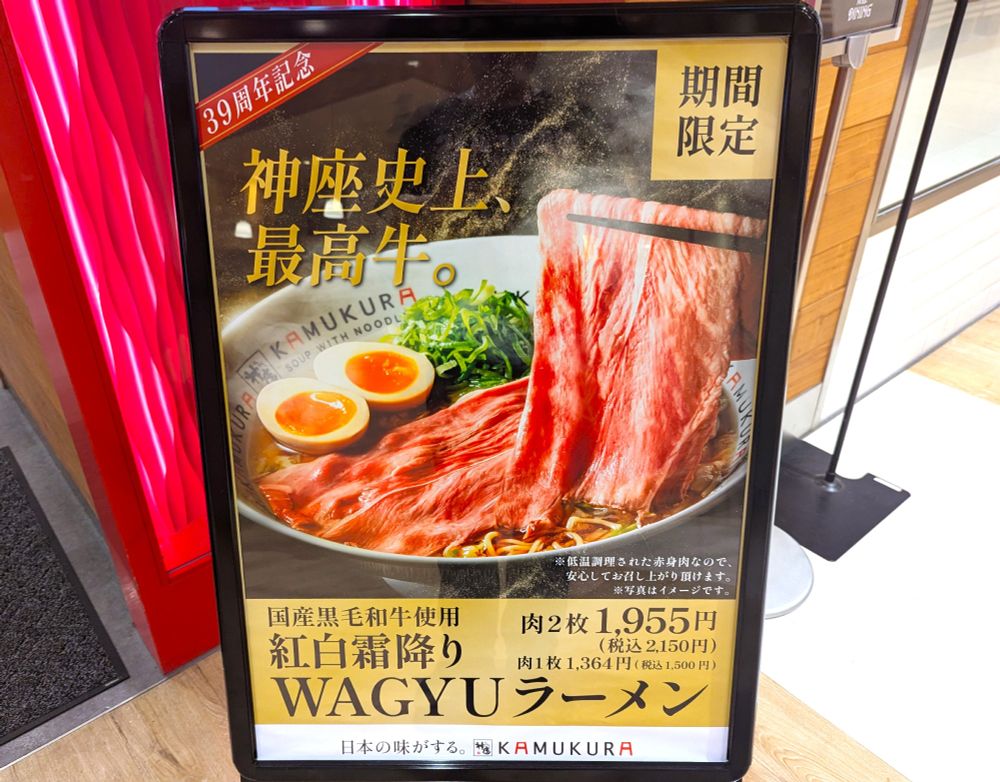 39周年記念
期間
限定
神座史上、
最高牛。
KAMUKURA
SOUP WITH NOODL
KAMUKURA
KAMUKURA
※低温調理された赤身肉なので、
安心してお召し上がり頂けます。
※写真はイメージです。
国産黒毛和牛使用
紅白霜降り
WAGYUラーメン
肉2枚1,955円
(税込2,150円)
肉1枚1,364円(税込1,500円)
日本の味がする。 KAMUKURA
DINING